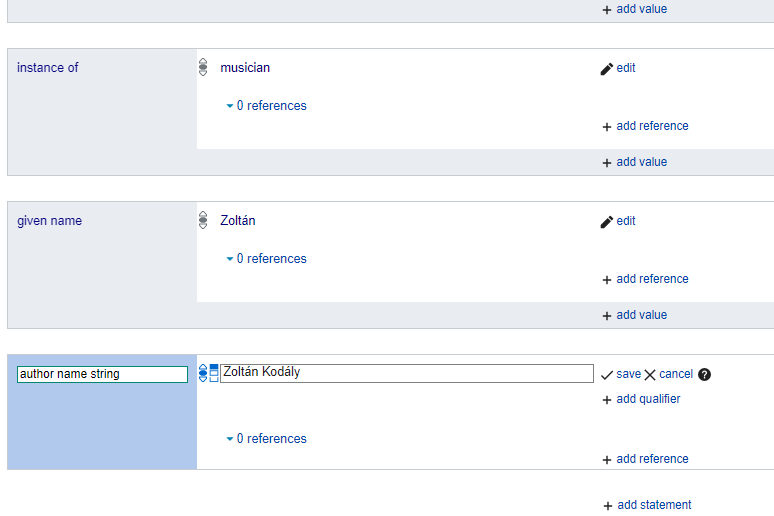 + add value
instance of
musician
edit
0 references
+ add reference
+ add value
given name
Zoltán
edit
0 references
+ add reference
+ add value
author name string
Zoltán Kodály
save cancel ?
+ add qualifier
0 references
+ add reference
+ add statement